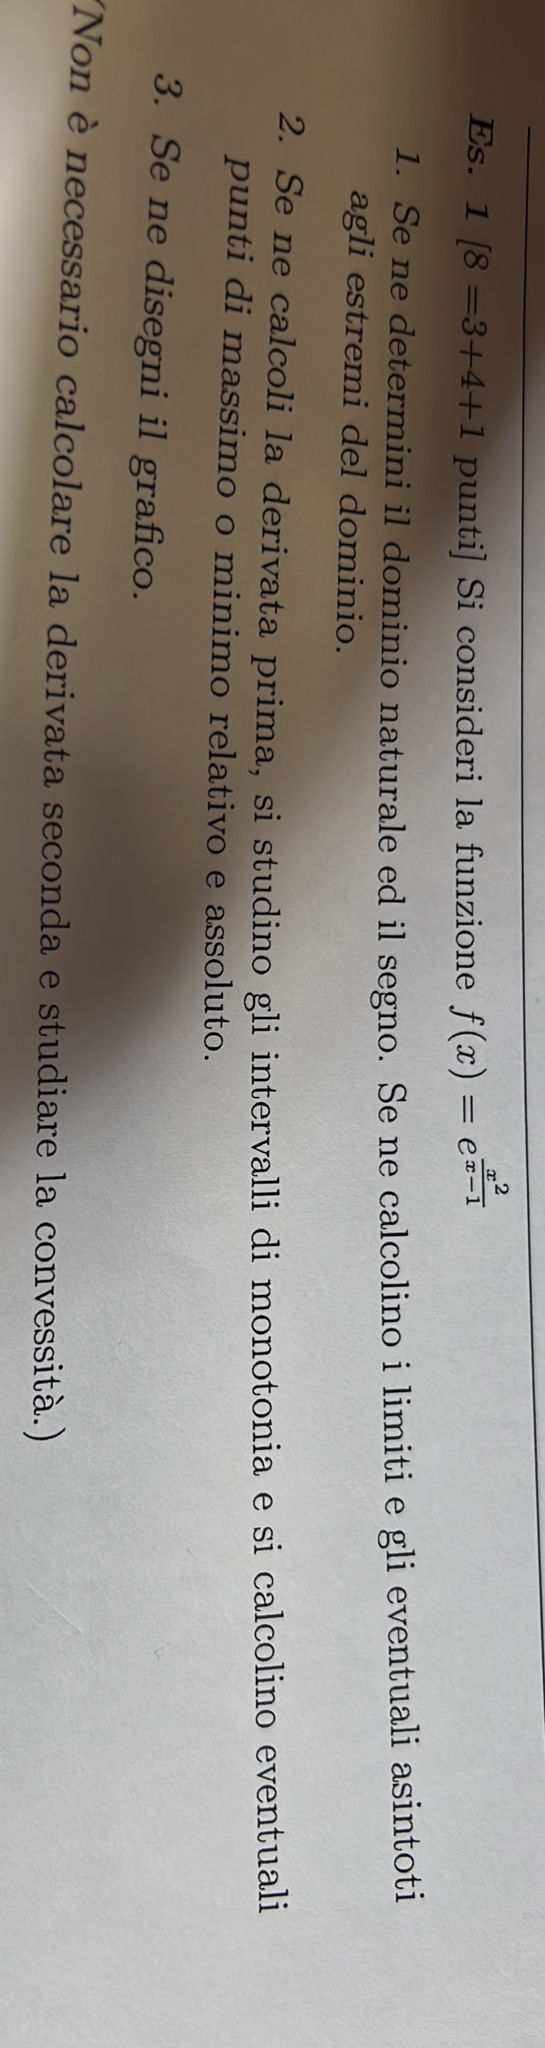 Es. 1 [8 =3+4+1 punti] Si consideri la funzione f(x) = e^{\frac{x^2}{x-1}}
1. Se ne determini il dominio naturale ed il segno. Se ne calcolino i limiti e gli eventuali asintoti
agli estremi del dominio.
2. Se ne calcoli la derivata prima, si studino gli intervalli di monotonia e si calcolino eventuali
punti di massimo o minimo relativo e assoluto.
3. Se ne disegni il grafico.
(Non è necessario calcolare la derivata seconda e studiare la convessità.)